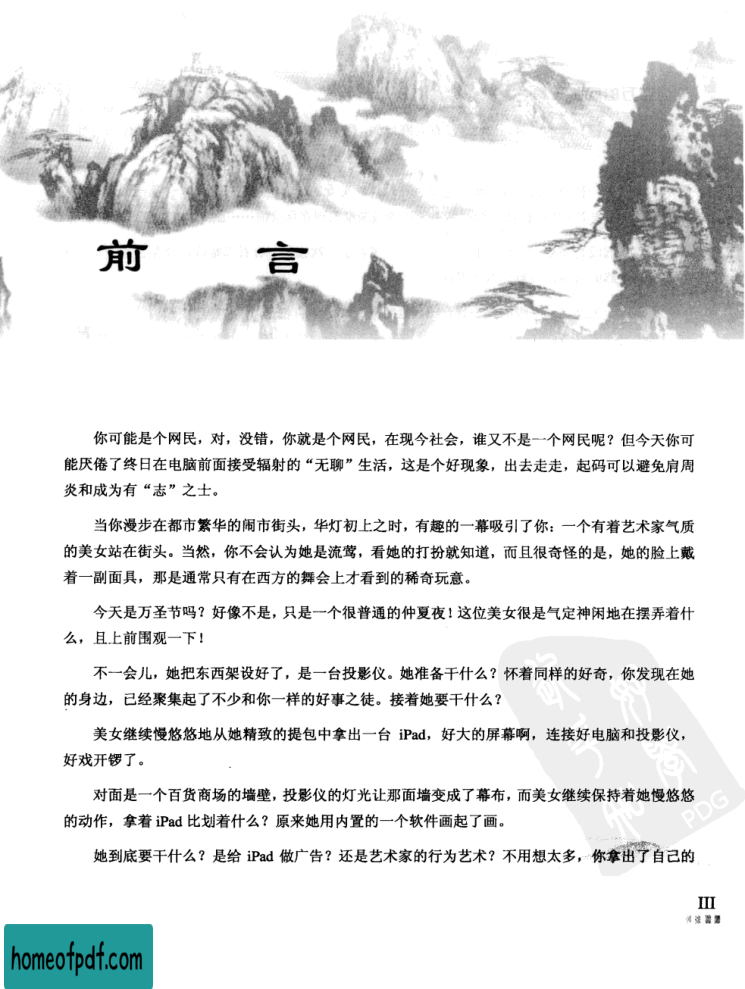 前言
你可能是个网民，对，没错，你就是个网民，在现今社会，谁又不是一个网民呢？但今天你可
能厌倦了终日在电脑前面接受辐射的“无聊”生活，这是个好现象，出去走走，起码可以避免肩周
炎和成为有“志”之士。
当你漫步在都市繁华的闹市街头，华灯初上之时，有趣的一幕吸引了你：一个有着艺术家气质
的美女站在街头。当然，你不会认为她是流莺，看她的打扮就知道，而且很奇怪的是，她的脸上戴
着一副面具，那是通常只有在西方的舞会上才看到的稀奇玩意。
今天是万圣节吗？好像不是，只是一个很普通的仲夏夜！这位美女很是气定神闲地在摆弄着什
么，且上前围观一下！
不一会儿，她把东西架设好了，是一台投影仪。她准备干什么？怀着同样的好奇，你发现在她
的身边，已经聚集起了不少和你一样的好事之徒。接着她要干什么？
美女继续慢悠悠地从她精致的提包中拿出一台 iPad，好大的屏幕啊，连接好电脑和投影仪，
好戏开锣了。
对面是一个百货商场的墙壁，投影仪的灯光让那面墙变成了幕布，而美女继续保持着她慢悠悠
的动作，拿着 iPad 比划着什么？原来她用内置的一个软件画起了画。
她到底要干什么？是给 iPad 做广告？还是艺术家的行为艺术？不用想太多，你拿出了自己的
PDG
III
homeofpdf.com